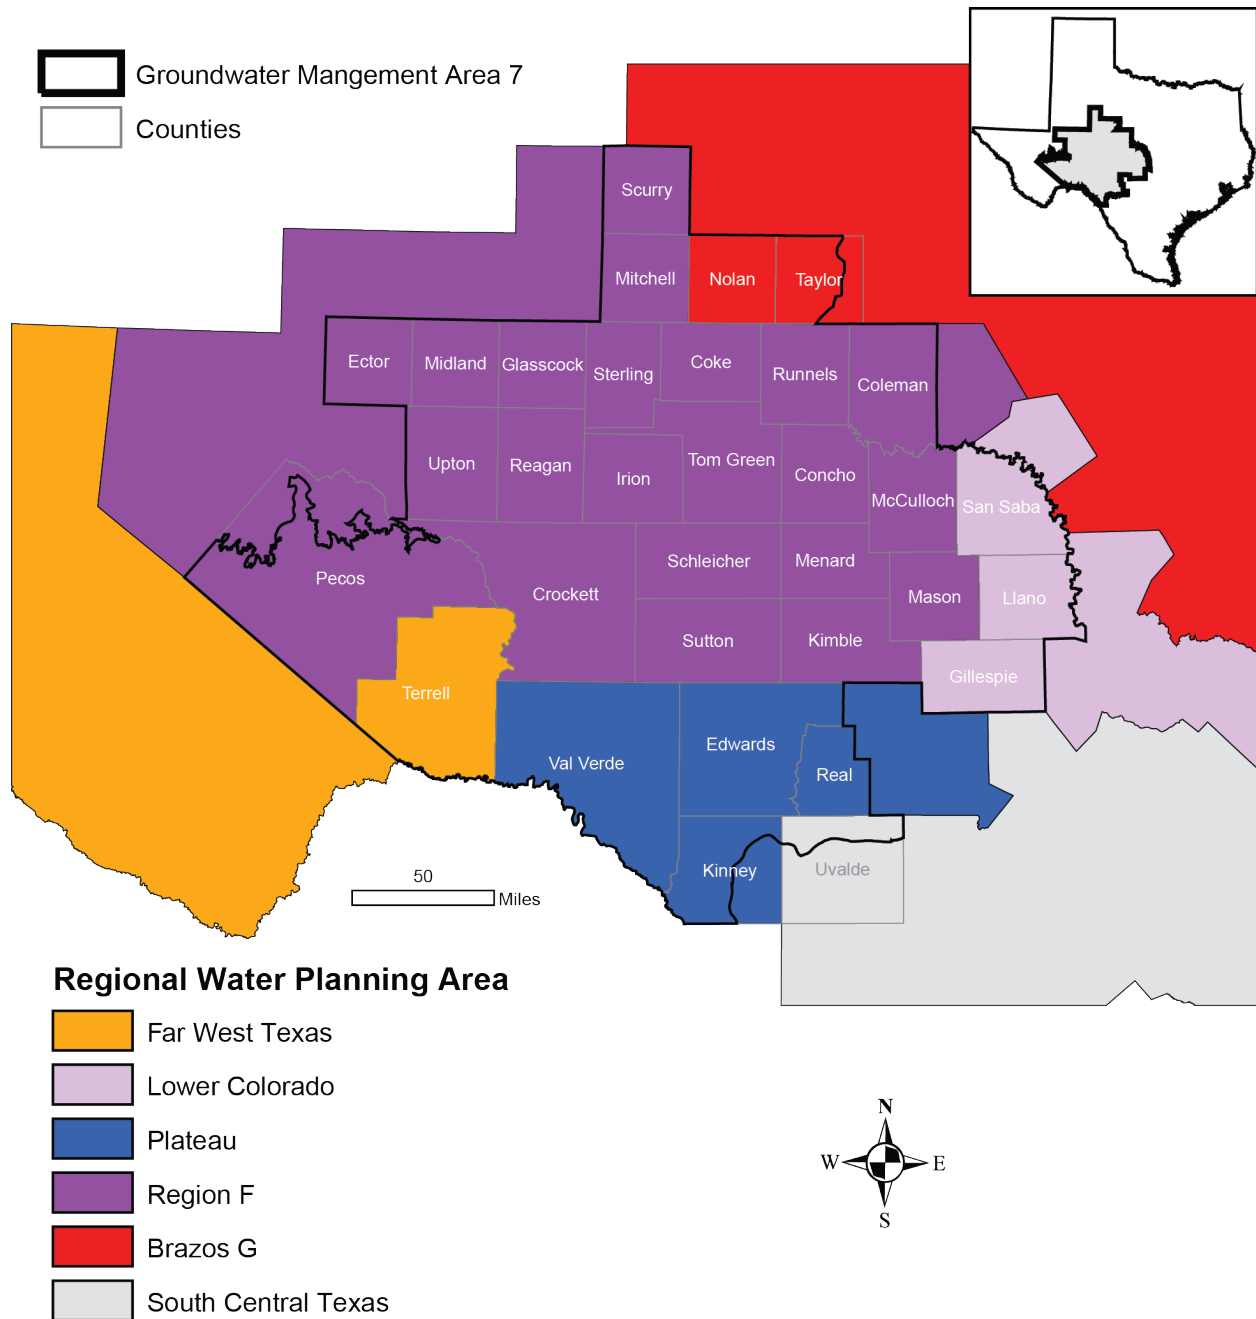 Groundwater Mangement Area 7
Counties
Scurry
Mitchell
Nolan
Taylor
Ector
Midland
Glasscock
Sterling
Coke
Runnels
Coleman
Upton
Reagan
Irion
Tom Green
Concho
McCulloch
San Saba
Pecos
Crockett
Schleicher
Menard
Mason
Llano
Sutton
Kimble
Gillespie
Terrell
Val Verde
Edwards
Real
Kinney
Uvalde
50
Miles
Regional Water Planning Area
Far West Texas
Lower Colorado
Plateau
Region F
Brazos G
South Central Texas
N
W
E
S